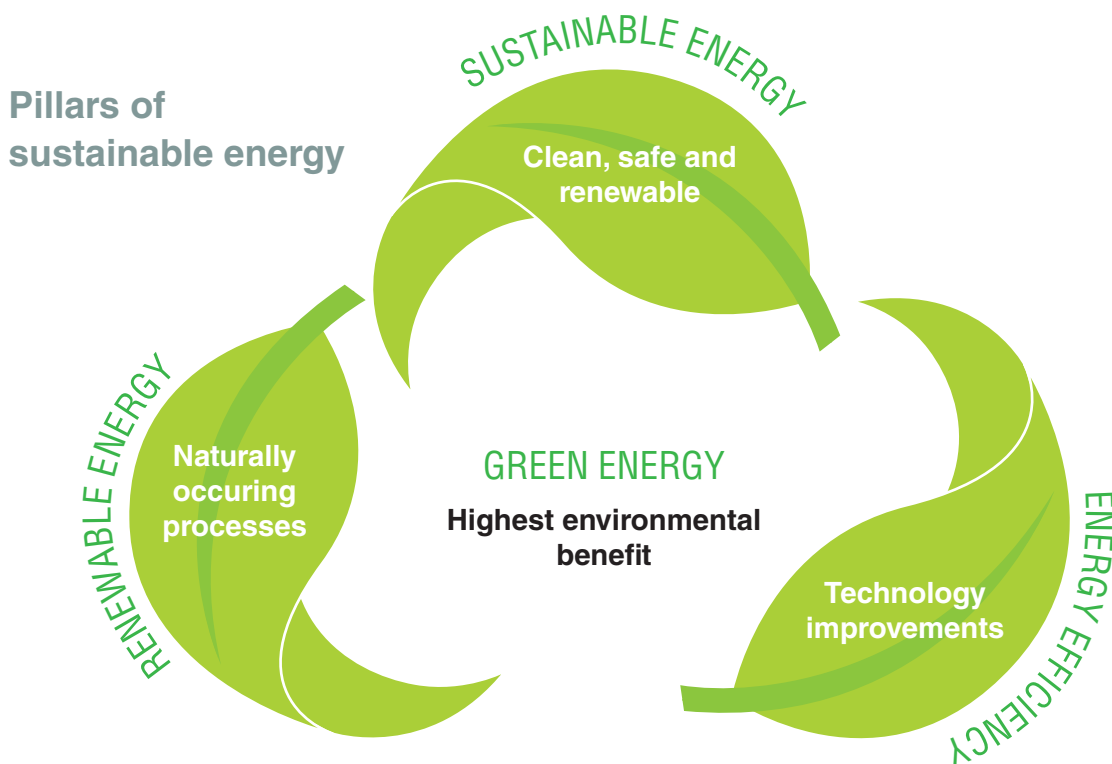 Pillars of
sustainable energy
SUSTAINABLE ENERGY
Clean, safe and
renewable
RENEWABLE ENERGY
Naturally
occuring
processes
GREEN ENERGY
Highest environmental
benefit
ENERGY EFFICIENCY
Technology
improvements